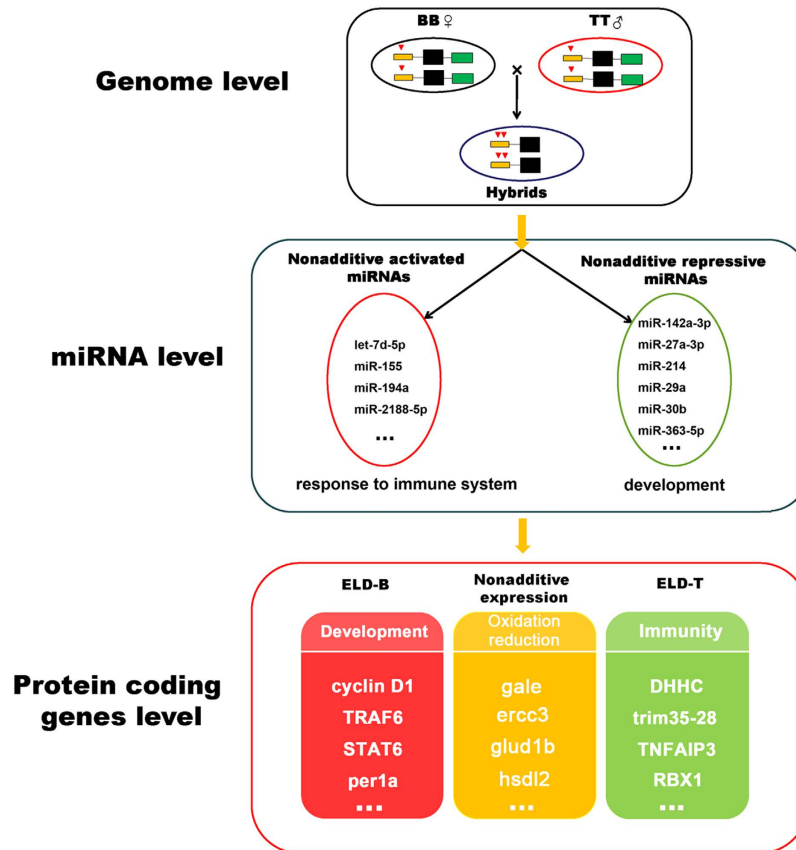 BB♀ TT♂
Genome level
×
Hybrids
Nonadditive activated
miRNAs
Nonadditive repressive
miRNAs
miRNA level
let-7d-5p
miR-155
miR-194a
miR-2188-5p
...
response to immune system
miR-142a-3p
miR-27a-3p
miR-214
miR-29a
miR-30b
miR-363-5p
...
development
Protein coding
genes level
ELD-B
Development
cyclin D1
TRAF6
STAT6
per1a
...
Nonadditive
expression
Oxidation
reduction
gale
ercc3
glud1b
hsdl2
...
ELD-T
Immunity
DHHC
trim35-28
TNFAIP3
RBX1
...